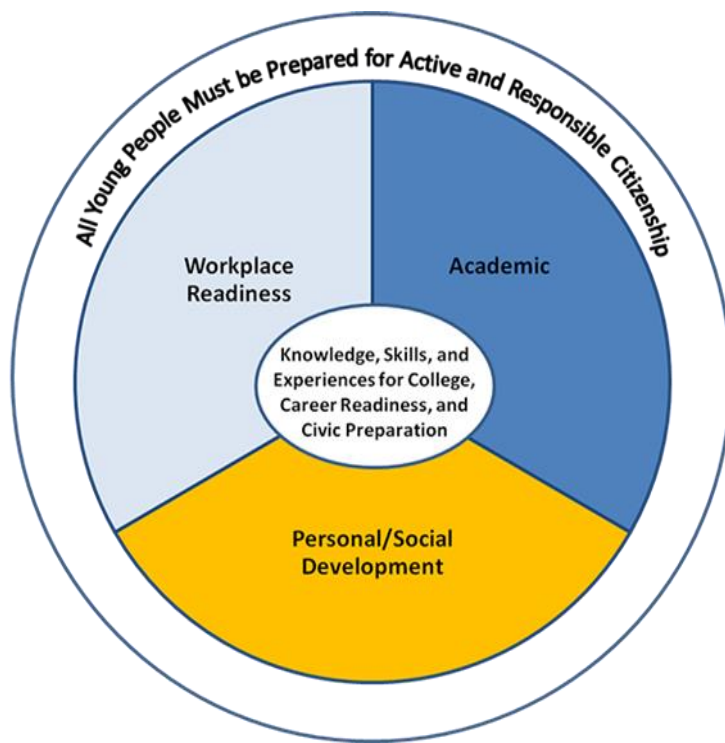 All Young People Must be Prepared for Active and Responsible Citizenship
Workplace
Readiness
Academic
Knowledge, Skills, and
Experiences for College,
Career Readiness, and
Civic Preparation
Personal/Social
Development